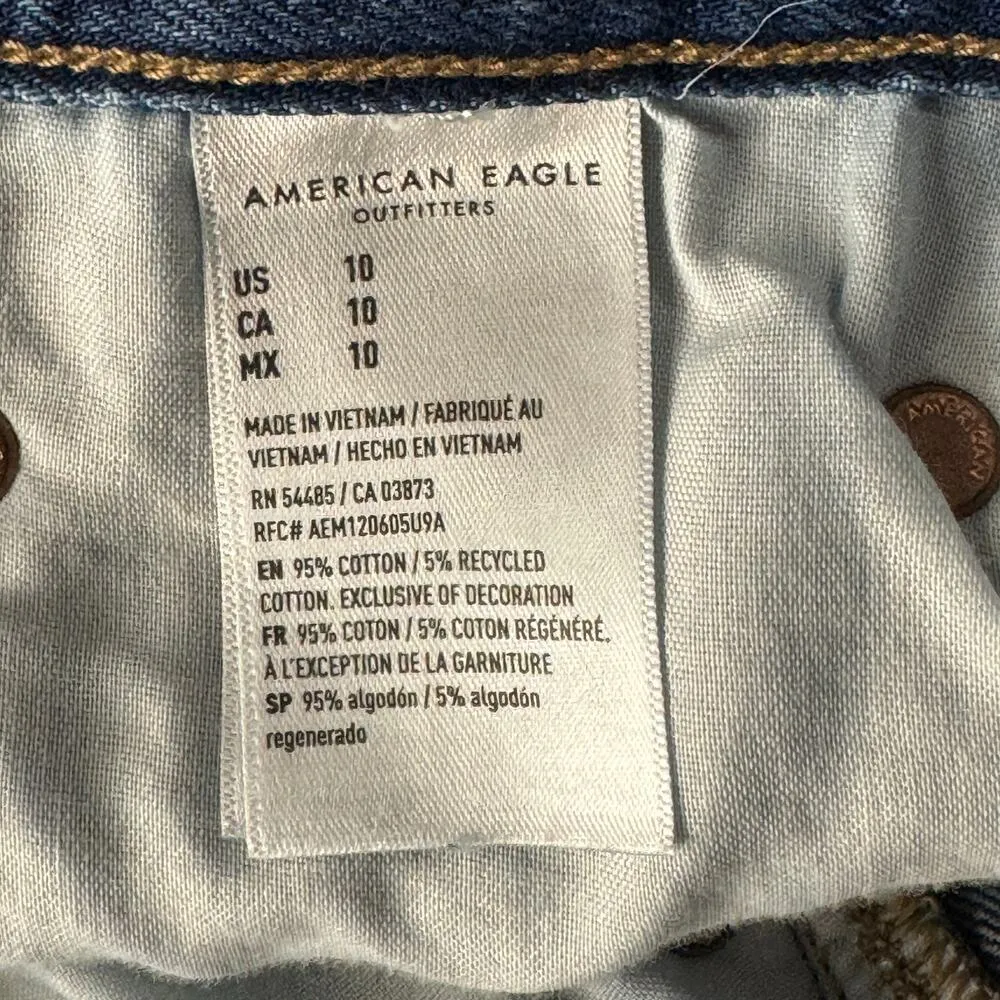 AMERICAN EAGLE
OUTFITTERS
US 10
CA 10
MX 10
MADE IN VIETNAM / FABRIQUÉ AU
VIETNAM / HECHO EN VIETNAM
RN 54485 / CA 03873
RFC# AEM120605U9A
EN 95% COTTON / 5% RECYCLED
COTTON. EXCLUSIVE OF DECORATION
FR 95% COTON / 5% COTON RÉGÉNÉRÉ.
À L'EXCEPTION DE LA GARNITURE
SP 95% algodón / 5% algodón
regenerado
AMERICAN